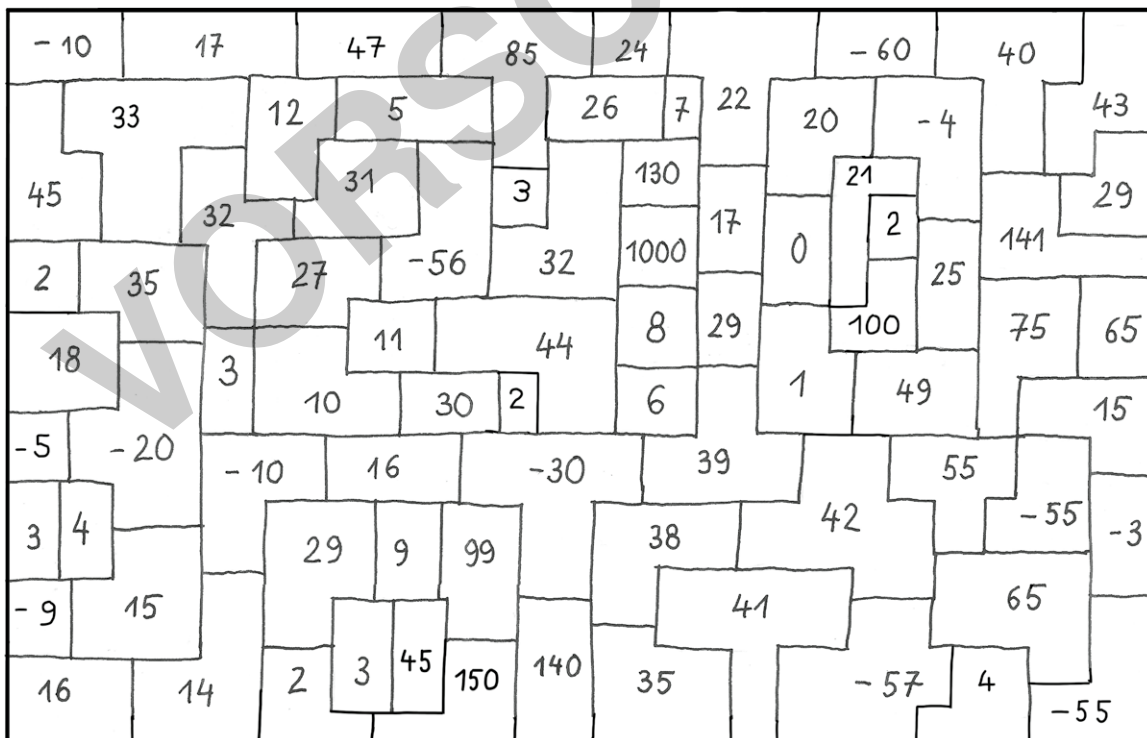 -10 17 47 85 24 -60 40
33 12 5 26 7 22 20 -4 43
45 32 31 3 130 17 21 2 141 29
2 35 27 -56 32 1000 0 25
18 3 11 44 8 29 100 75 65
10 30 2 6 1 49 15
-5 -20 -10 16 -30 39 55
3 4 29 9 99 38 42 -55 -3
-9 15 41 65
16 14 2 3 45 150 140 35 -57 4 -55